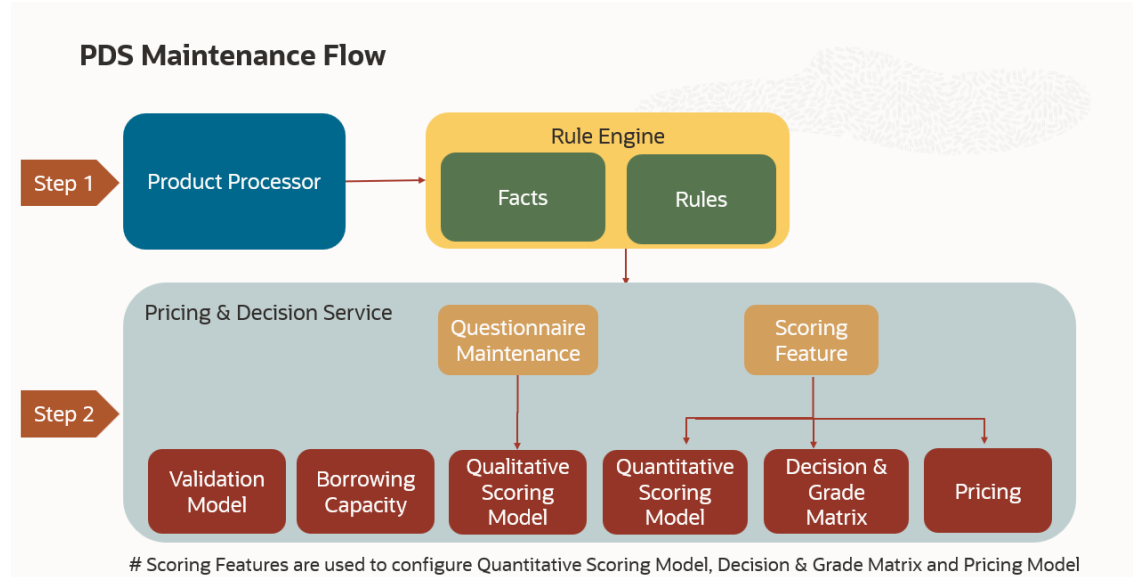 PDS Maintenance Flow
Rule Engine
Step 1
Product Processor
Facts
Rules
Pricing & Decision Service
Questionnaire
Maintenance
Scoring
Feature
Step 2
Validation
Model
Borrowing
Capacity
Qualitative
Scoring
Model
Quantitative
Scoring
Model
Decision &
Grade
Matrix
Pricing
# Scoring Features are used to configure Quantitative Scoring Model, Decision & Grade Matrix and Pricing Model